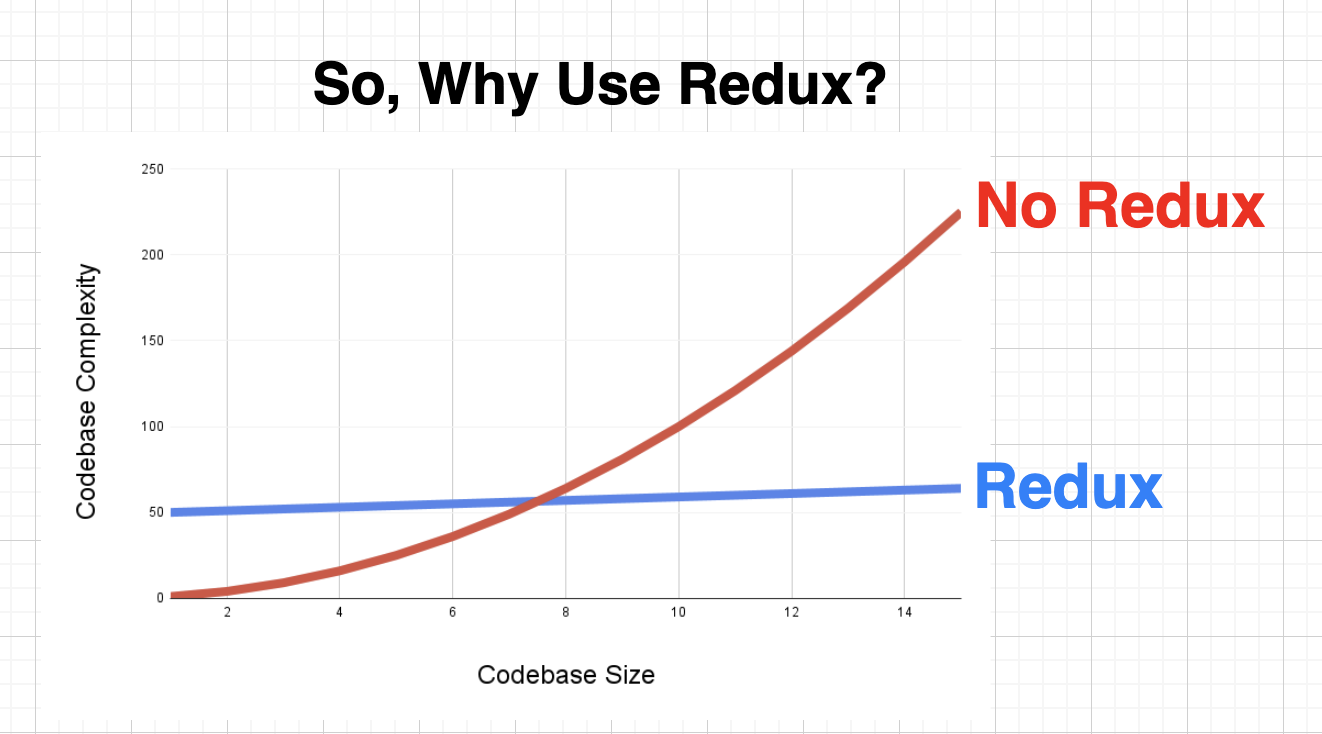 So, Why Use Redux?
250
200
150
100
50
0
Codebase Complexity
2 4 6 8 10 12 14
Codebase Size
No Redux
Redux